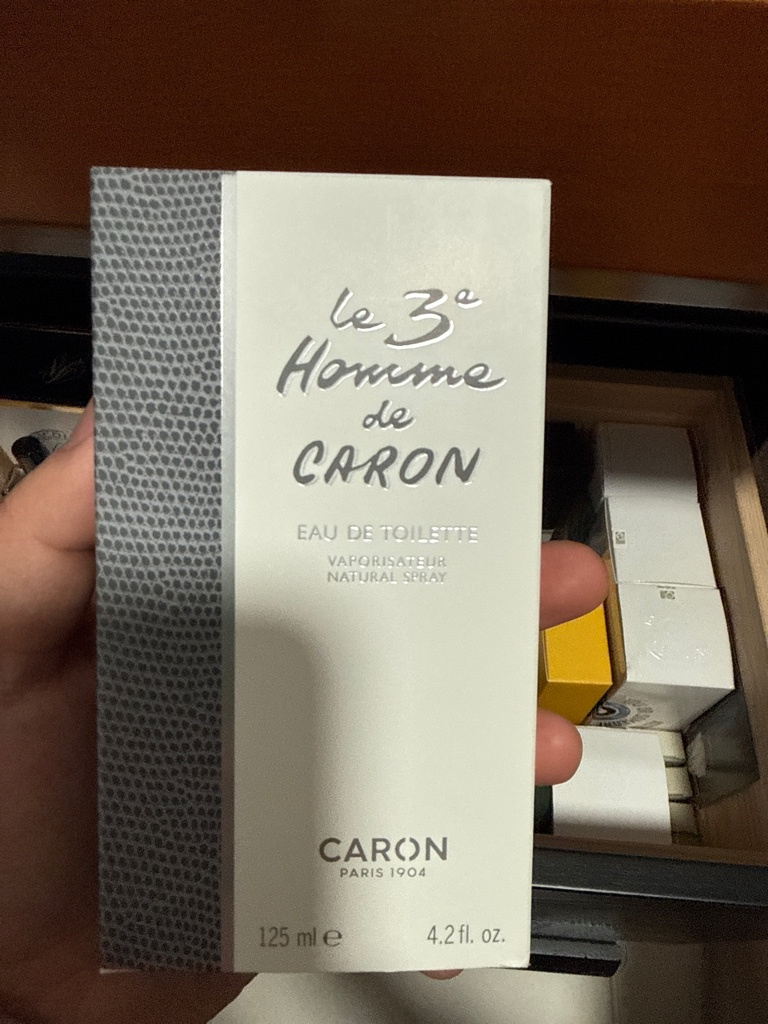 le 3e
Homme
de
CARON
EAU DE TOILETTE
VAPORISATEUR
NATURAL SPRAY
CARON
PARIS 1904
125 ml ℮
4.2 fl. oz.